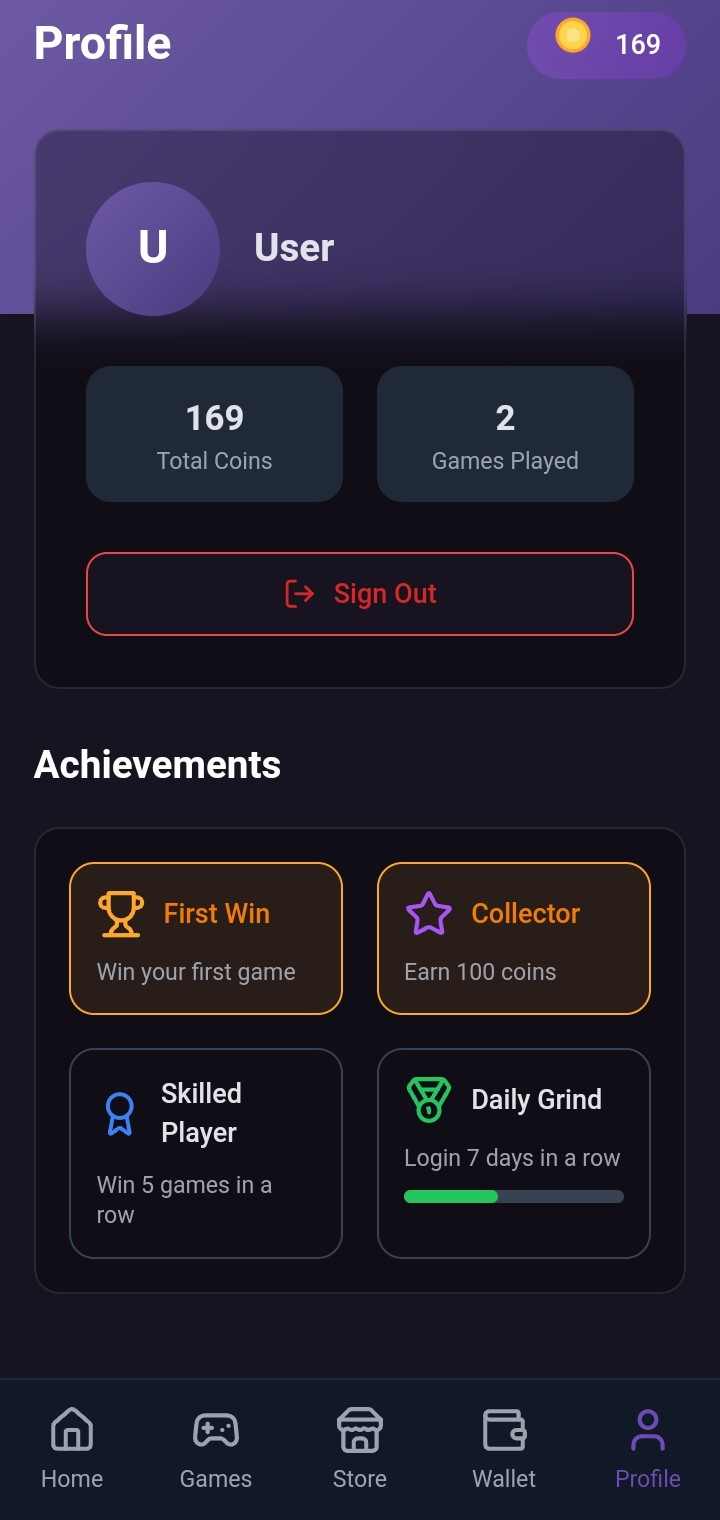 Profile
169
U
User
169
Total Coins
2
Games Played
Sign Out
Achievements
First Win
Win your first game
Collector
Earn 100 coins
Skilled
Player
Win 5 games in a
row
Daily Grind
Login 7 days in a row
Home
Games
Store
Wallet
Profile